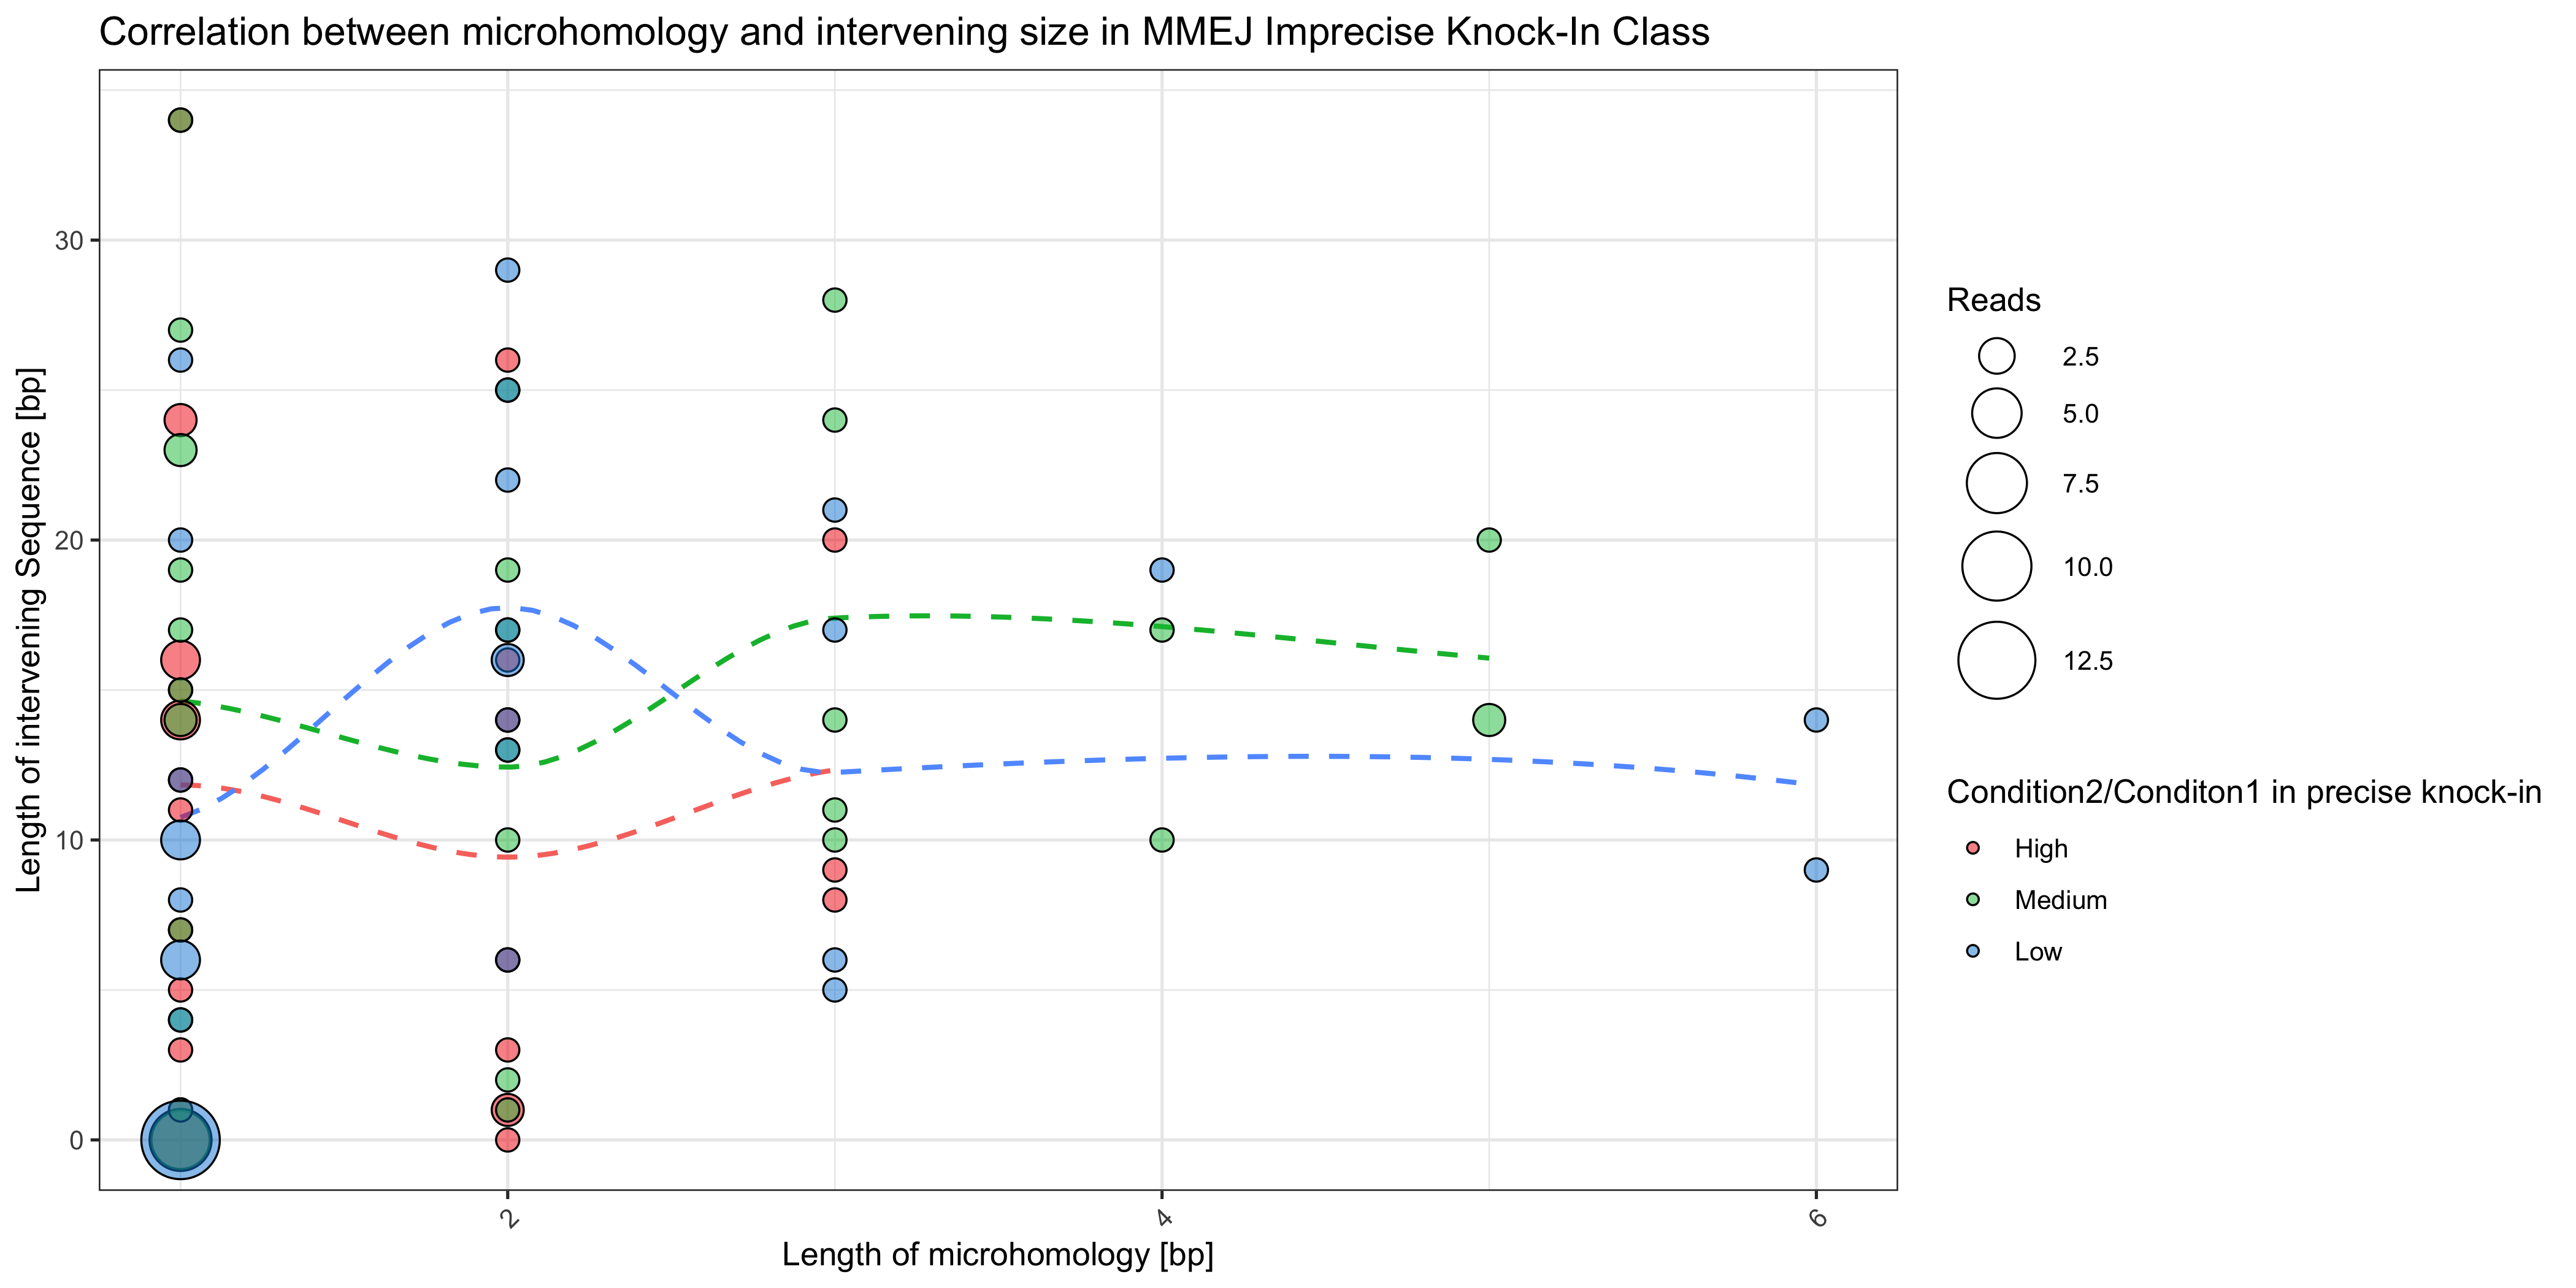 Correlation between microhomology and intervening size in MMEJ Imprecise Knock-In Class
Length of intervening Sequence [bp]
30
20
10
0
2
4
6
Length of microhomology [bp]
Reads
2.5
5.0
7.5
10.0
12.5
Condition2/Conditon1 in precise knock-in
High
Medium
Low